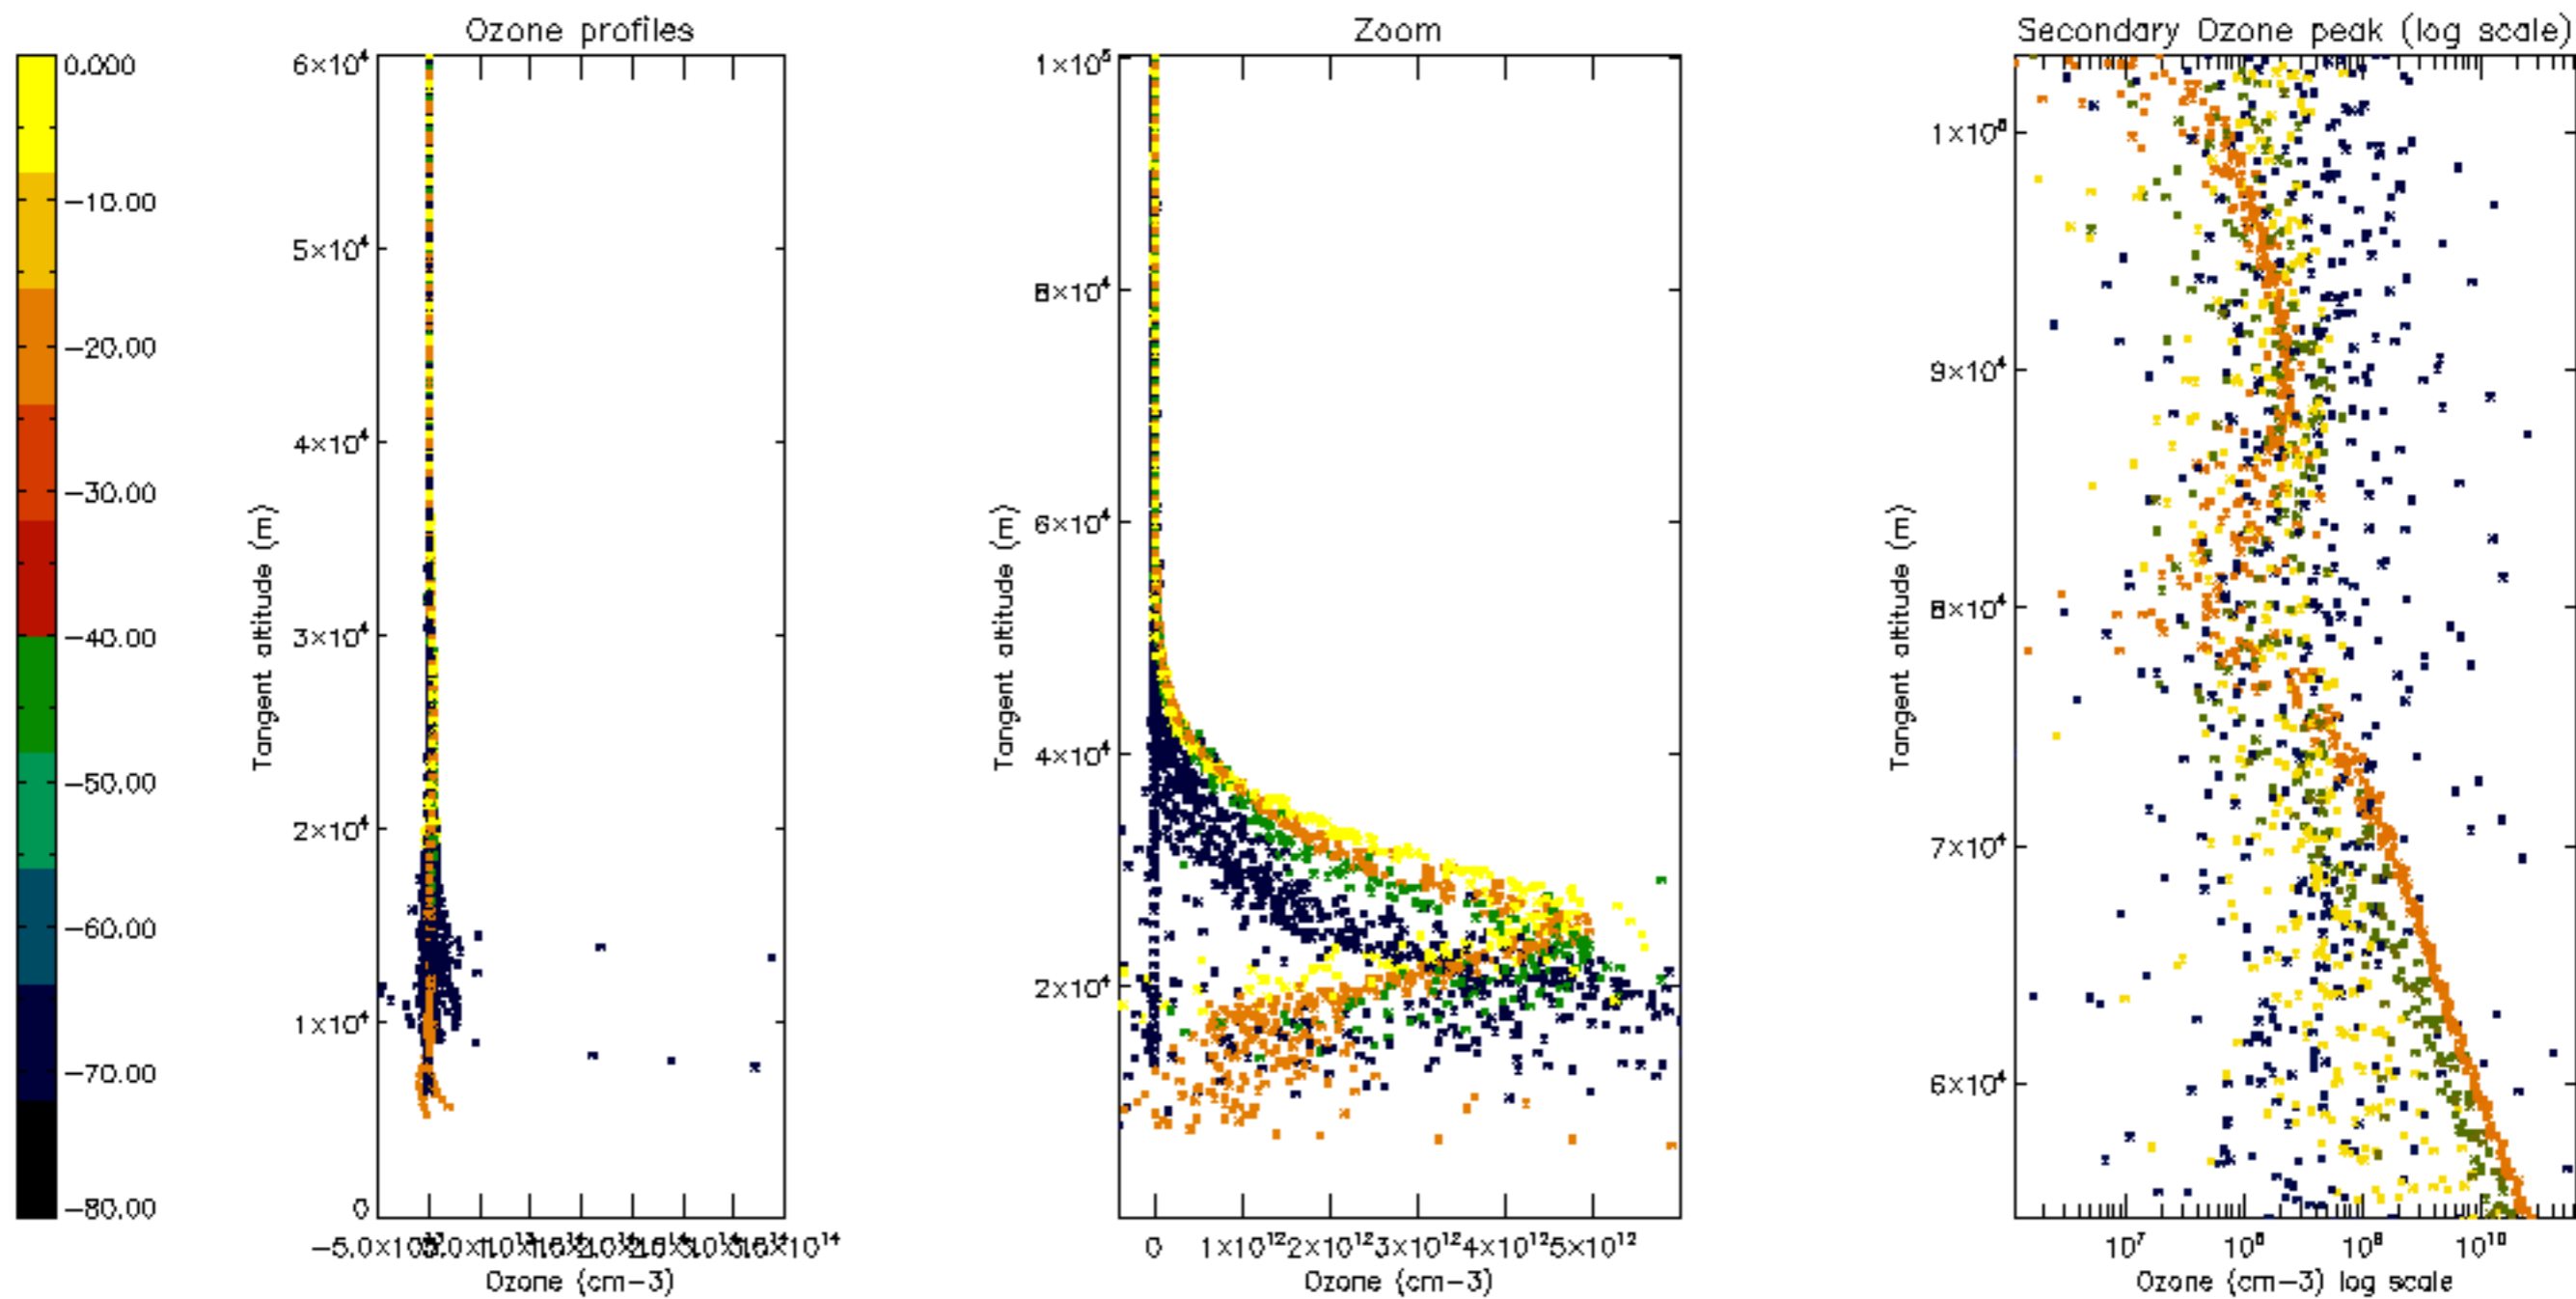 Ozone profiles
Zoom
Secondary Ozone peak (log scale)
0.000
−10.00
−20.00
−30.00
−40.00
−50.00
−60.00
−70.00
−80.00
6×10⁴
5×10⁴
4×10⁴
3×10⁴
2×10⁴
1×10⁴
0
Tangent altitude (m)
Ozone (cm−3)
1×10⁵
8×10⁴
6×10⁴
4×10⁴
2×10⁴
Tangent altitude (m)
0 1×10¹² 2×10¹² 3×10¹² 4×10¹² 5×10¹²
Ozone (cm−3)
1×10⁵
9×10⁴
8×10⁴
7×10⁴
6×10⁴
Tangent altitude (m)
10⁷ 10⁸ 10⁹ 10¹⁰
Ozone (cm−3) log scale